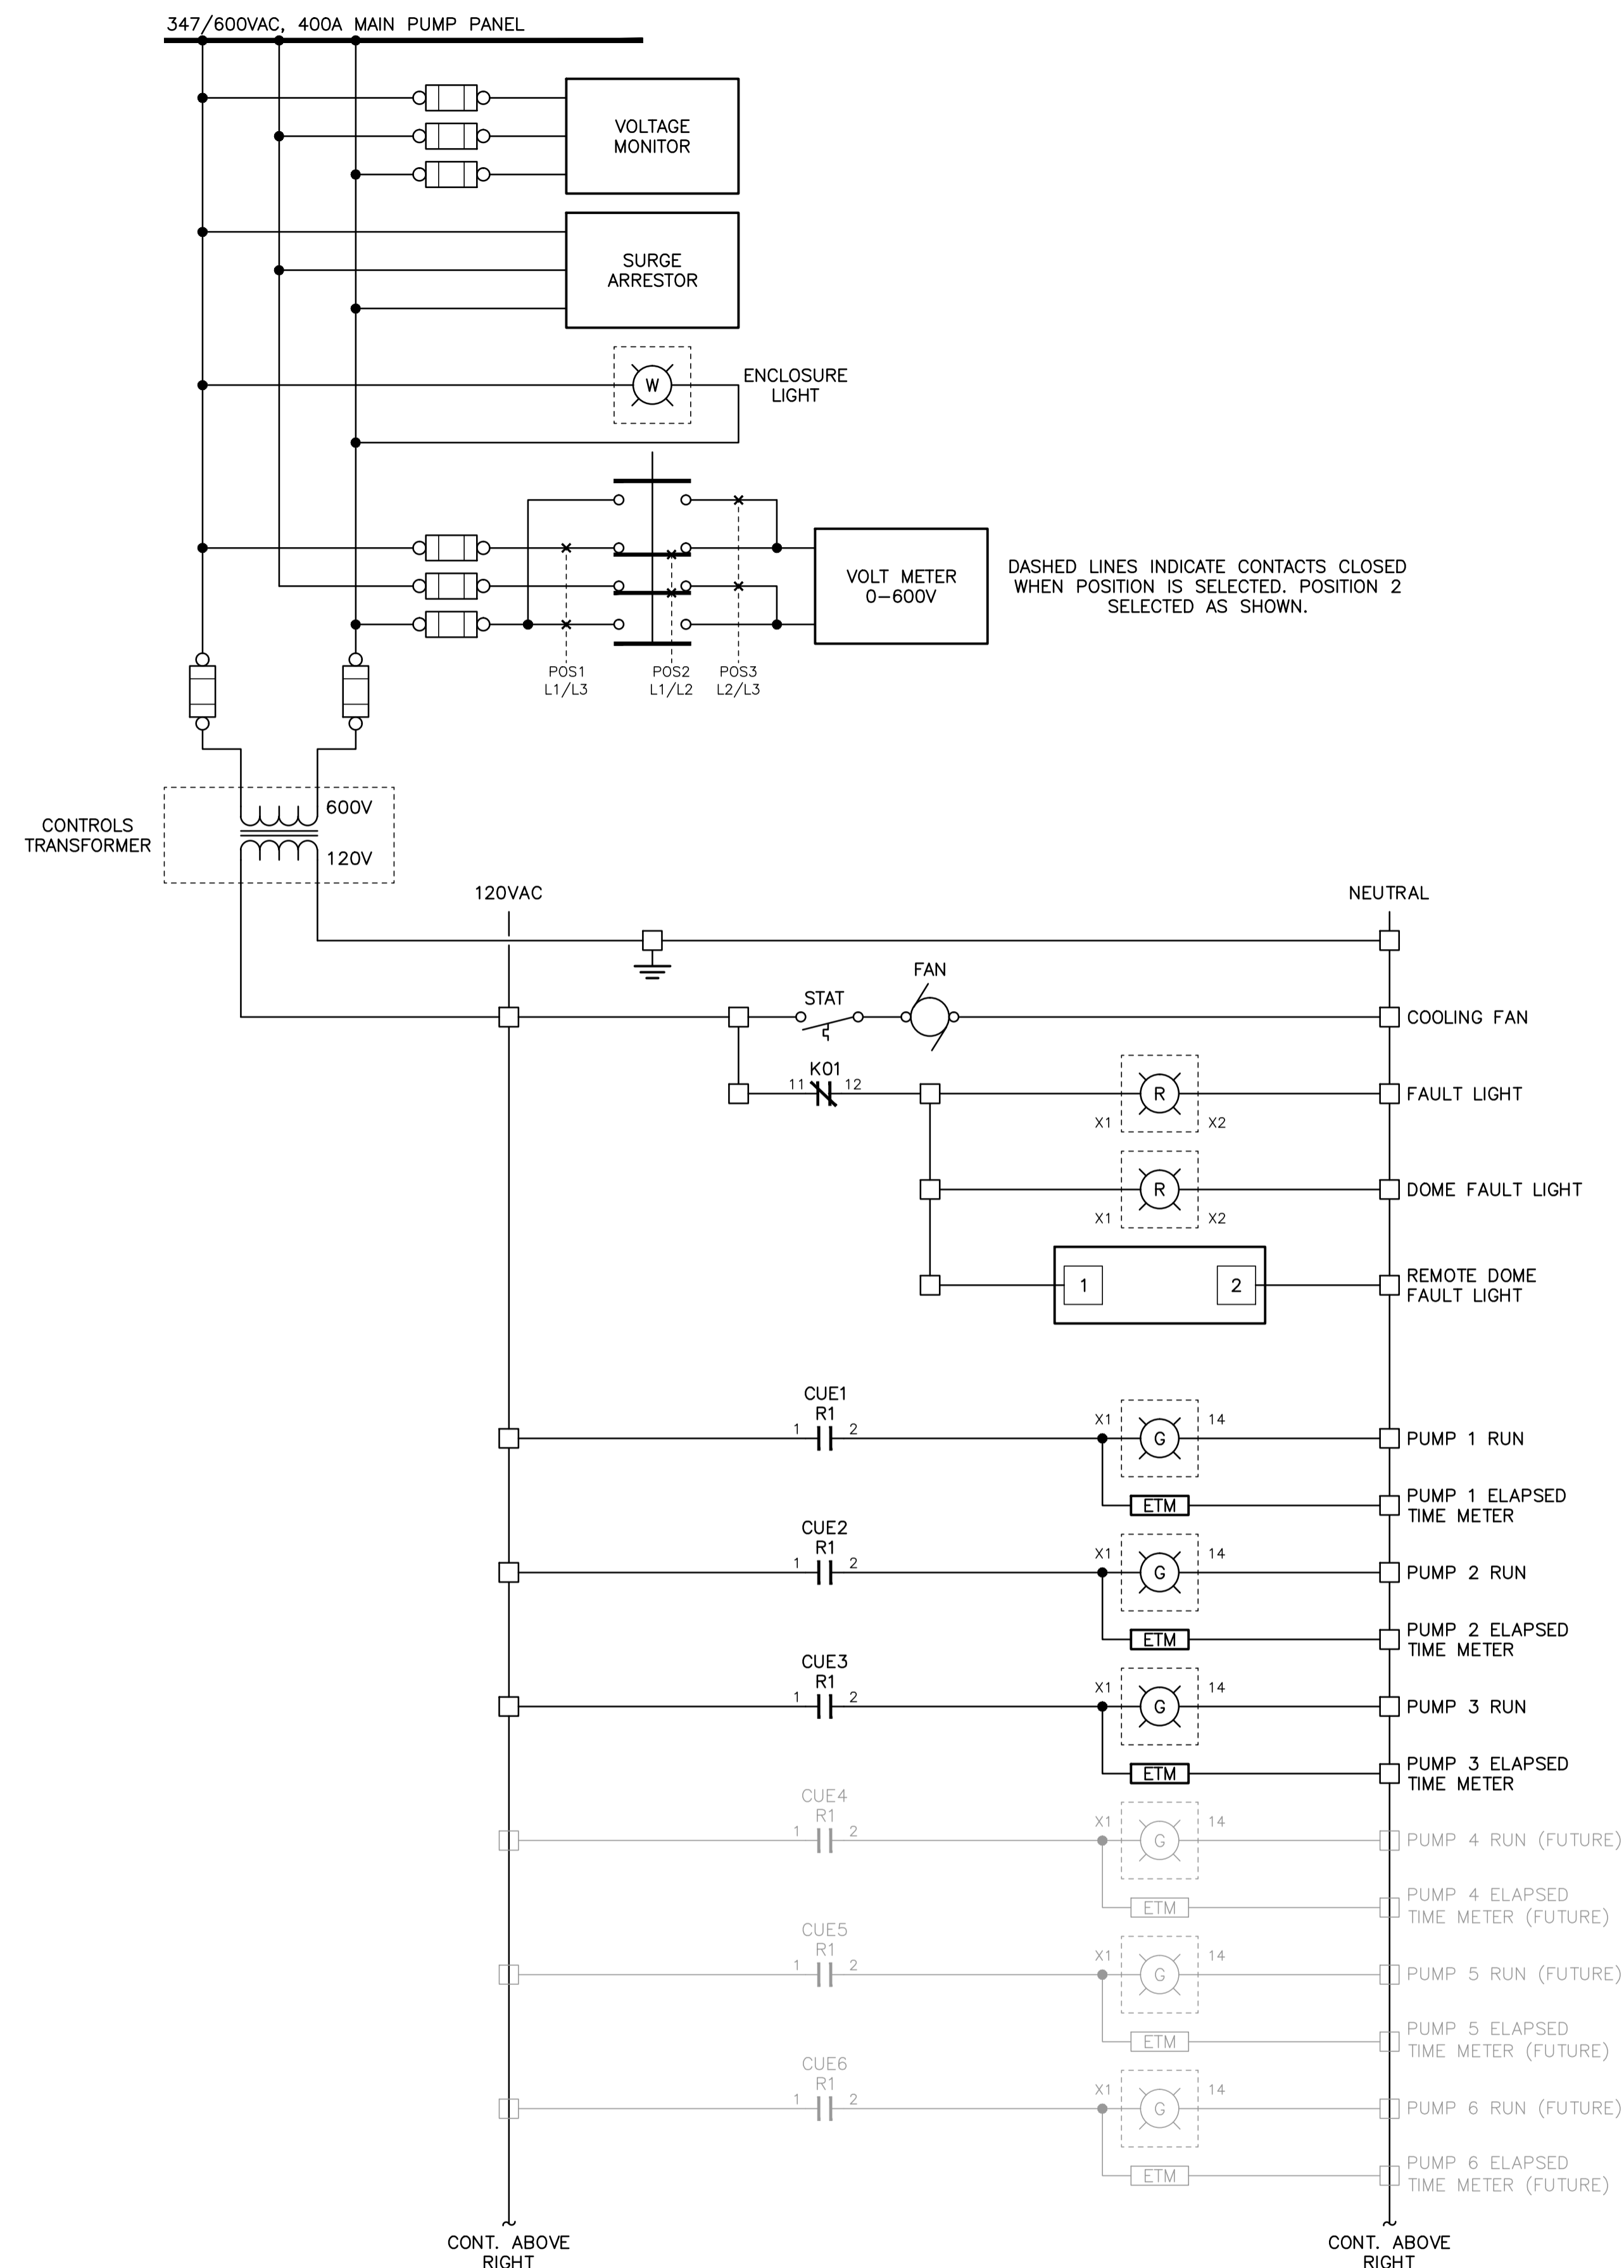 347/600VAC, 400A MAIN PUMP PANEL
VOLTAGE
MONITOR
SURGE
ARRESTOR
W
ENCLOSURE
LIGHT
VOLT METER
0-600V
DASHED LINES INDICATE CONTACTS CLOSED
WHEN POSITION IS SELECTED. POSITION 2
SELECTED AS SHOWN.
POS1
L1/L3
POS2
L1/L2
POS3
L2/L3
CONTROLS
TRANSFORMER
600V
120V
120VAC
NEUTRAL
STAT
FAN
COOLING FAN
K01
11
12
R
X1
X2
FAULT LIGHT
R
X1
X2
DOME FAULT LIGHT
1
2
REMOTE DOME
FAULT LIGHT
CUE1
R1
1
2
X1
G
14
PUMP 1 RUN
ETM
PUMP 1 ELAPSED
TIME METER
CUE2
R1
1
2
X1
G
14
PUMP 2 RUN
ETM
PUMP 2 ELAPSED
TIME METER
CUE3
R1
1
2
X1
G
14
PUMP 3 RUN
ETM
PUMP 3 ELAPSED
TIME METER
CUE4
R1
1
2
X1
G
14
PUMP 4 RUN (FUTURE)
ETM
PUMP 4 ELAPSED
TIME METER (FUTURE)
CUE5
R1
1
2
X1
G
14
PUMP 5 RUN (FUTURE)
ETM
PUMP 5 ELAPSED
TIME METER (FUTURE)
CUE6
R1
1
2
X1
G
14
PUMP 6 RUN (FUTURE)
ETM
PUMP 6 ELAPSED
TIME METER (FUTURE)
CONT. ABOVE
RIGHT
CONT. ABOVE
RIGHT